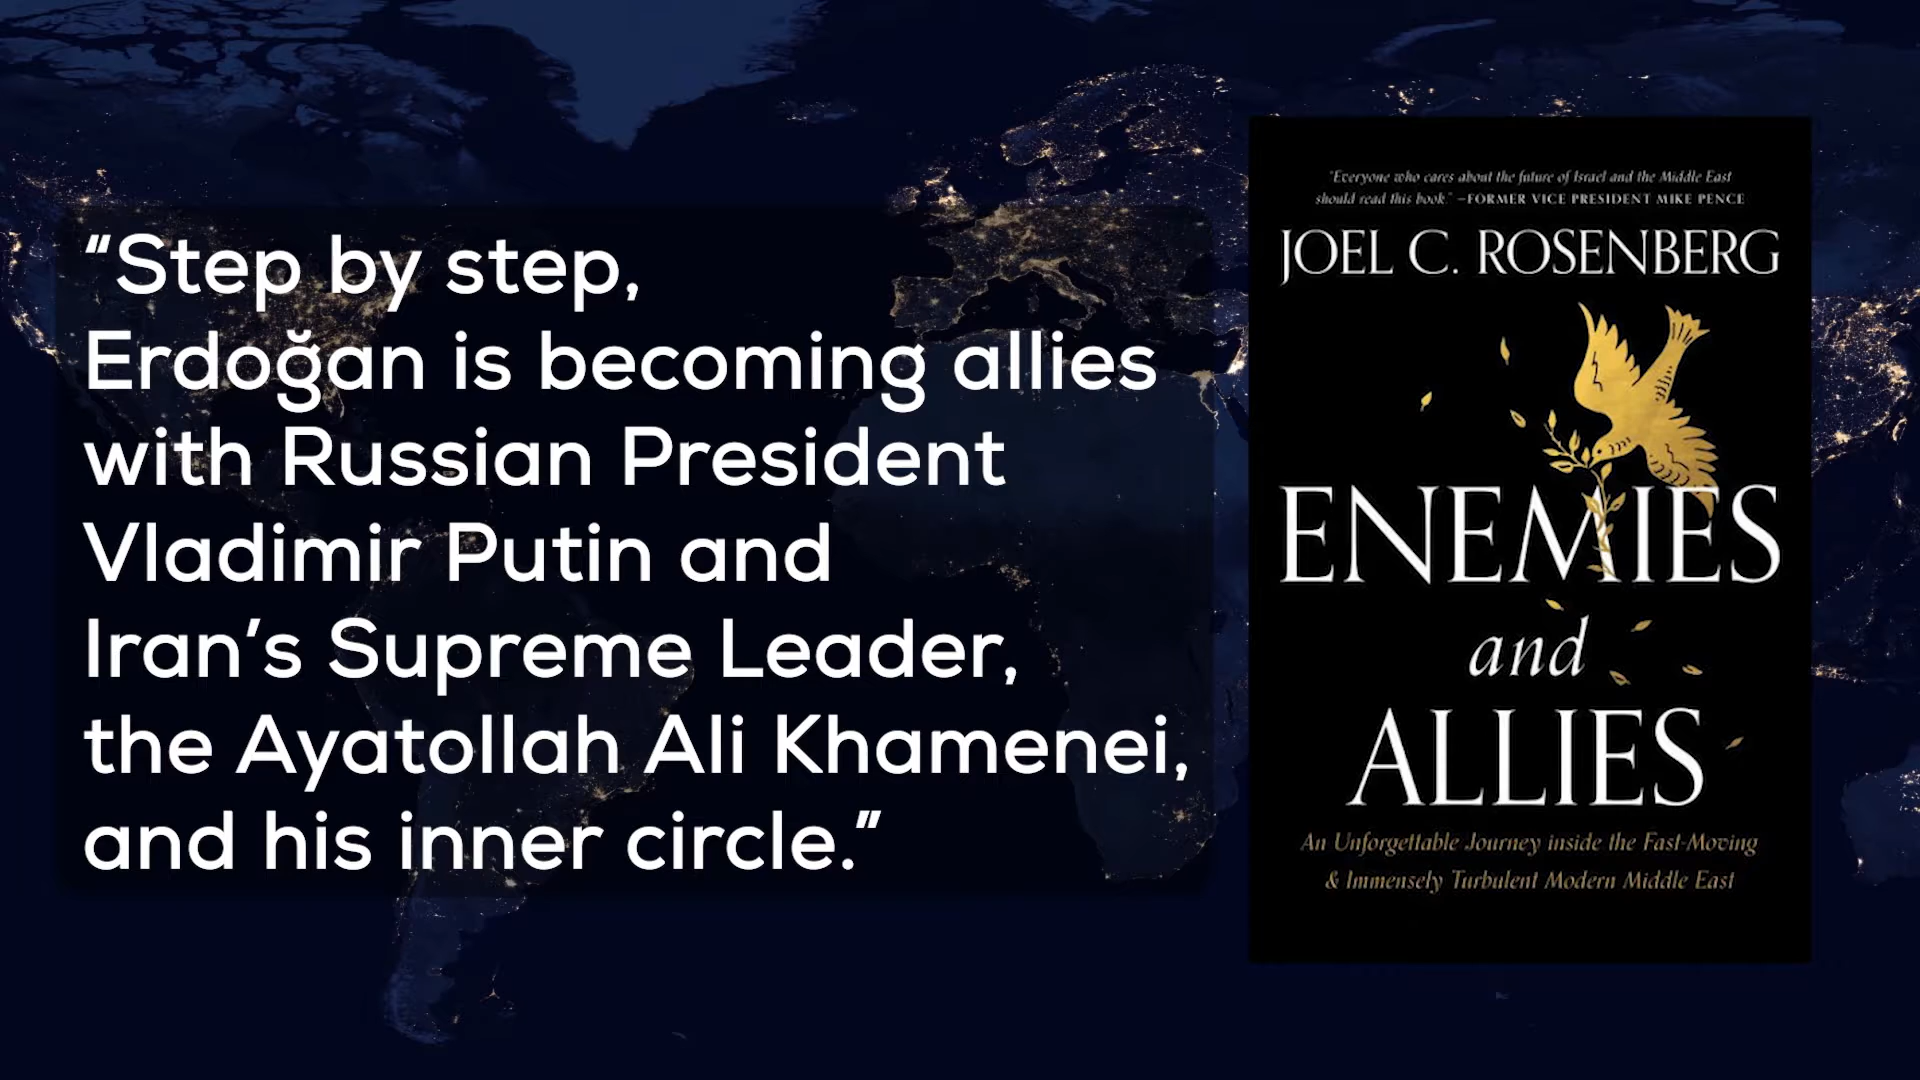 “Step by step,
Erdoğan is becoming allies
with Russian President
Vladimir Putin and
Iran’s Supreme Leader,
the Ayatollah Ali Khamenei,
and his inner circle.”
"Everyone who cares about the future of Israel and the Middle East
should read this book." —FORMER VICE PRESIDENT MIKE PENCE
JOEL C. ROSENBERG
ENEMIES
and
ALLIES
An Unforgettable Journey inside the Fast-Moving
& Immensely Turbulent Modern Middle East